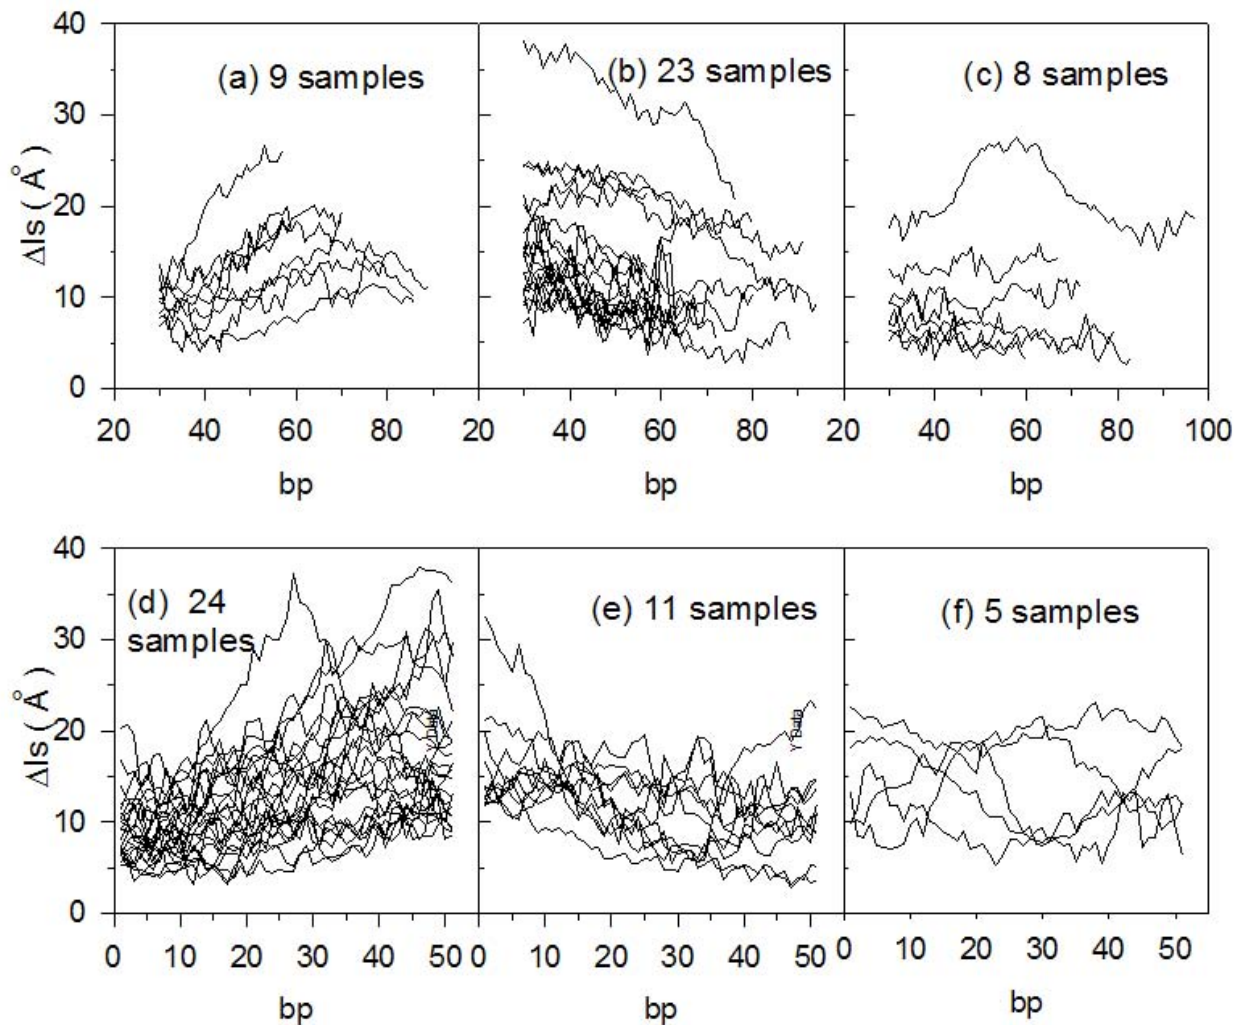 40
30
20
10
0
ΔIs ( Å )
(a) 9 samples
(b) 23 samples
(c) 8 samples
20 40 60 80 20 40 60 80 20 40 60 80 100
bp bp bp
40
30
20
10
0
ΔIs ( Å )
(d) 24
samples
(e) 11 samples
(f) 5 samples
Y Data
Y Data
0 10 20 30 40 50 0 10 20 30 40 50 0 10 20 30 40 50
bp bp bp